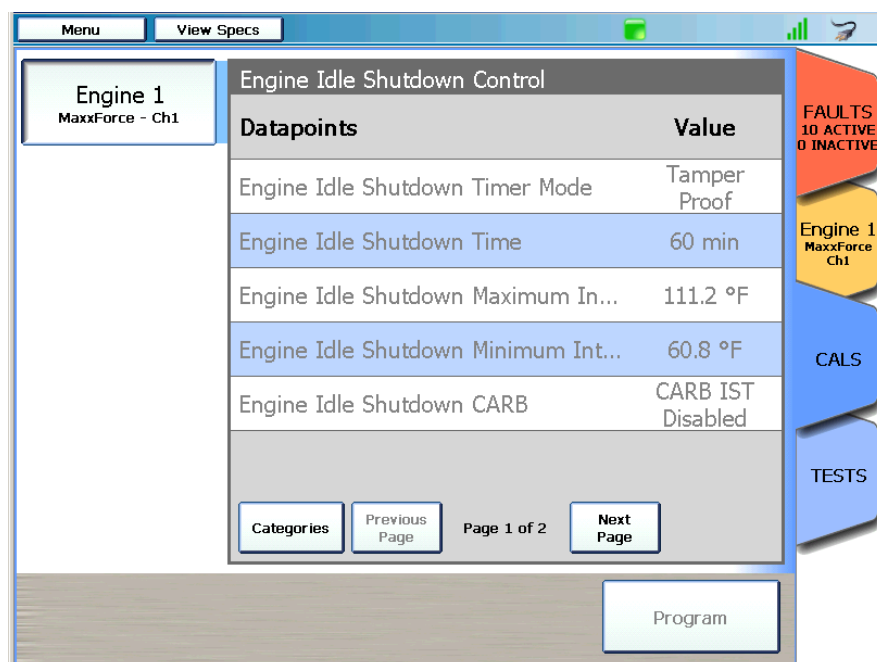 Menu
View Specs
Engine 1
MaxxForce - Ch1
Engine Idle Shutdown Control
Datapoints Value
Engine Idle Shutdown Timer Mode Tamper
Proof
Engine Idle Shutdown Time 60 min
Engine Idle Shutdown Maximum In... 111.2 °F
Engine Idle Shutdown Minimum Int... 60.8 °F
Engine Idle Shutdown CARB CARB IST
Disabled
Categories
Previous
Page
Page 1 of 2
Next
Page
Program
FAULTS
10 ACTIVE
0 INACTIVE
Engine 1
MaxxForce
Ch1
CALS
TESTS